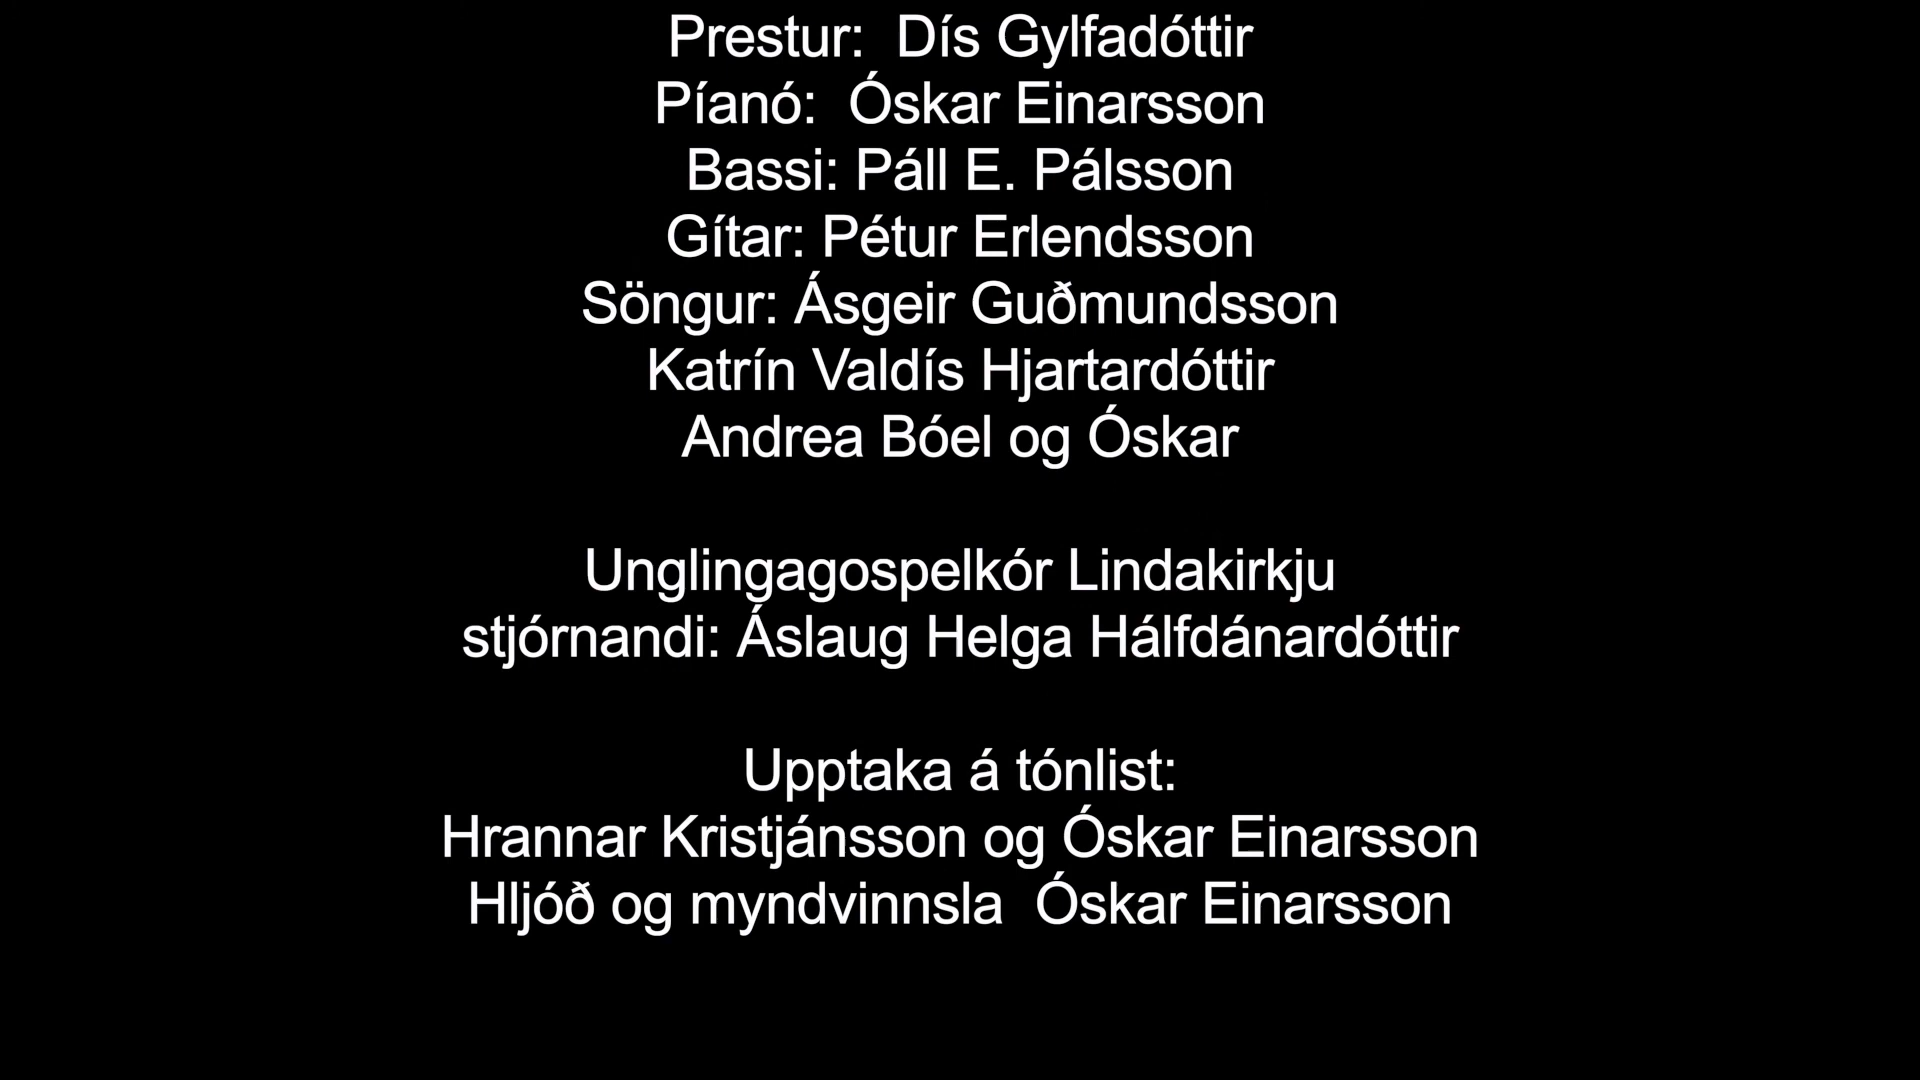 Prestur:  Dís Gylfadóttir
Píanó:  Óskar Einarsson
Bassi: Páll E. Pálsson
Gítar: Pétur Erlendsson
Söngur: Ásgeir Guðmundsson
Katrín Valdís Hjartardóttir
Andrea Bóel og Óskar
Unglingagospelkór Lindakirkju
stjórnandi: Áslaug Helga Hálfdánardóttir
Upptaka á tónlist:
Hrannar Kristjánsson og Óskar Einarsson
Hljóð og myndvinnsla  Óskar Einarsson